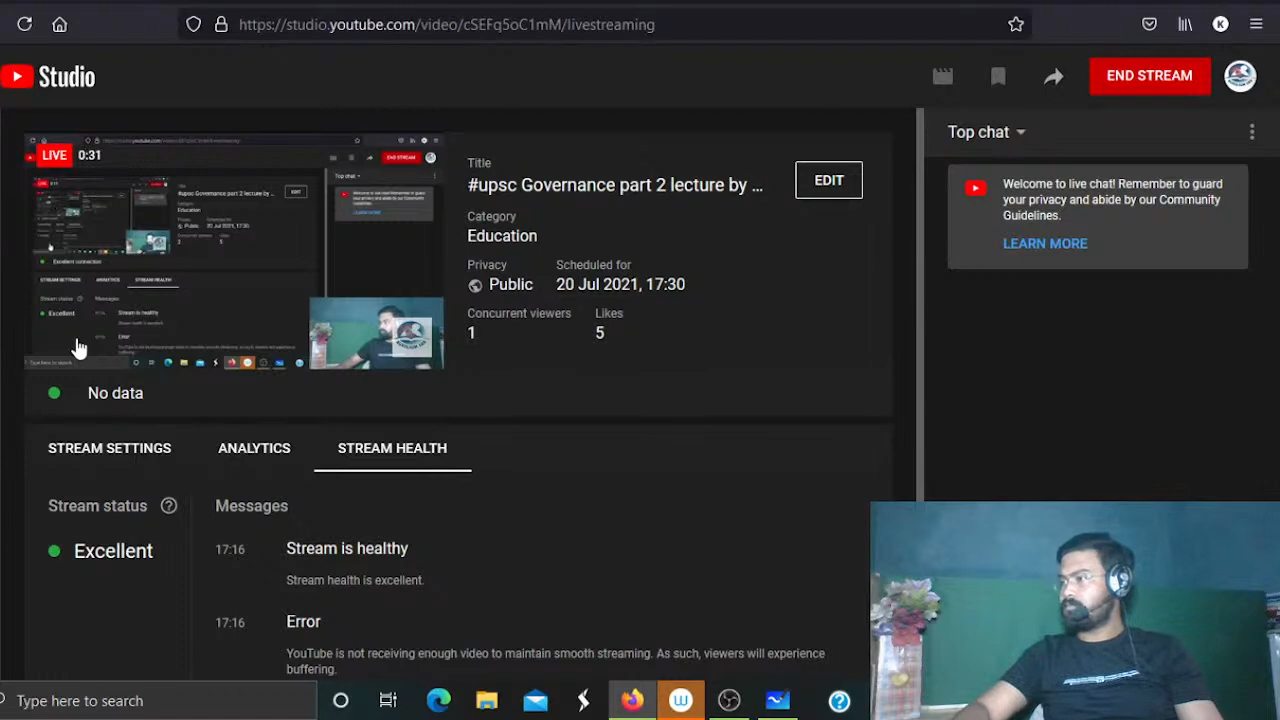 https://studio.youtube.com/video/cSEFq5oC1mM/livestreaming
K
Studio
END STREAM
LIVE 0:31
Title
#upsc Governance part 2 lecture by ...
EDIT
Category
Education
Privacy
Scheduled for
Public
20 Jul 2021, 17:30
Concurrent viewers
Likes
1
5
No data
Top chat
Welcome to live chat! Remember to guard
your privacy and abide by our Community
Guidelines.
LEARN MORE
STREAM SETTINGS
ANALYTICS
STREAM HEALTH
Stream status
Messages
Excellent
17:16
Stream is healthy
Stream health is excellent.
17:16
Error
YouTube is not receiving enough video to maintain smooth streaming. As such, viewers will experience
buffering.
Type here to search